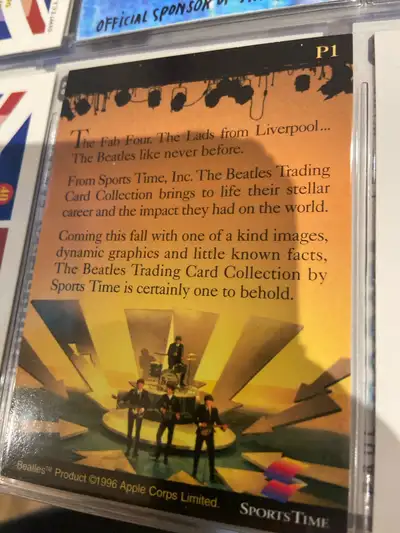 OFFICIAL SPONSOR OF
P1
The Fab Four. The Lads from Liverpool...
The Beatles like never before.
From Sports Time, Inc. The Beatles Trading
Card Collection brings to life their stellar
career and the impact they had on the world.
Coming this fall with one of a kind images,
dynamic graphics and little known facts,
The Beatles Trading Card Collection by
Sports Time is certainly one to behold.
Beatles™ Product ©1996 Apple Corps Limited.
SPORTSTIME